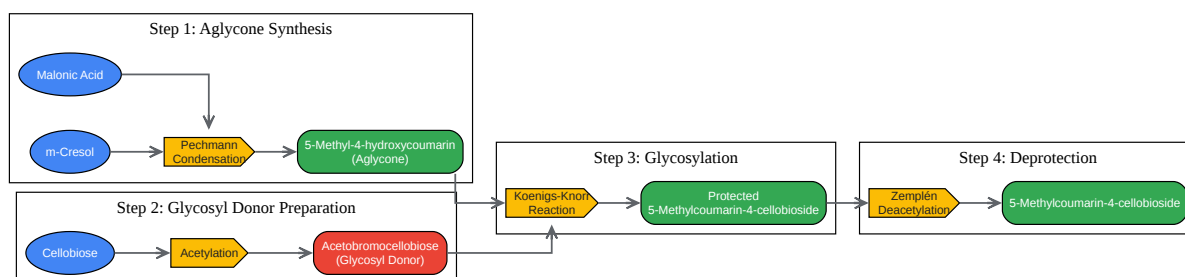 Step 1: Aglycone Synthesis
Malonic Acid
m-Cresol
Pechmann
Condensation
5-Methyl-4-hydroxycoumarin
(Aglycone)
Step 2: Glycosyl Donor Preparation
Cellobiose
Acetylation
Acetobromocellobiose
(Glycosyl Donor)
Step 3: Glycosylation
Koenigs-Knorr
Reaction
Protected
5-Methylcoumarin-4-cellobioside
Step 4: Deprotection
Zemplén
Deacetylation
5-Methylcoumarin-4-cellobioside